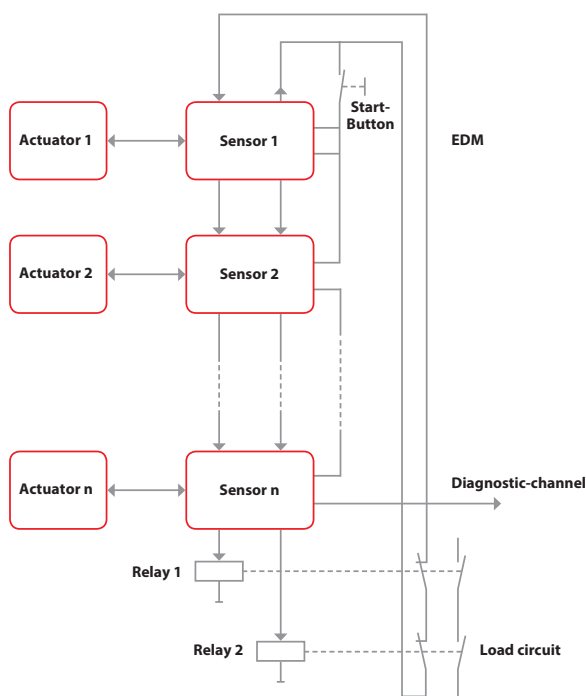 Start-
Button
Actuator 1
Sensor 1
EDM
Actuator 2
Sensor 2
Diagnostic-channel
Actuator n
Sensor n
Relay 1
Relay 2
Load circuit